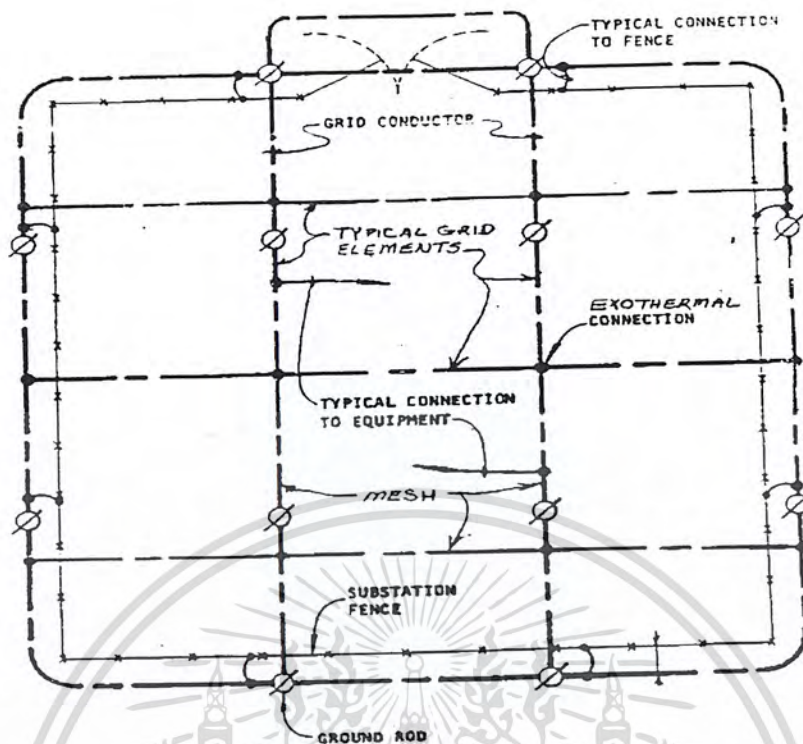 TYPICAL CONNECTION
TO FENCE
GRID CONDUCTOR
TYPICAL GRID
ELEMENTS
EXOTHERMAL
CONNECTION
TYPICAL CONNECTION
TO EQUIPMENT
MESH
SUBSTATION
FENCE
GROUND ROD